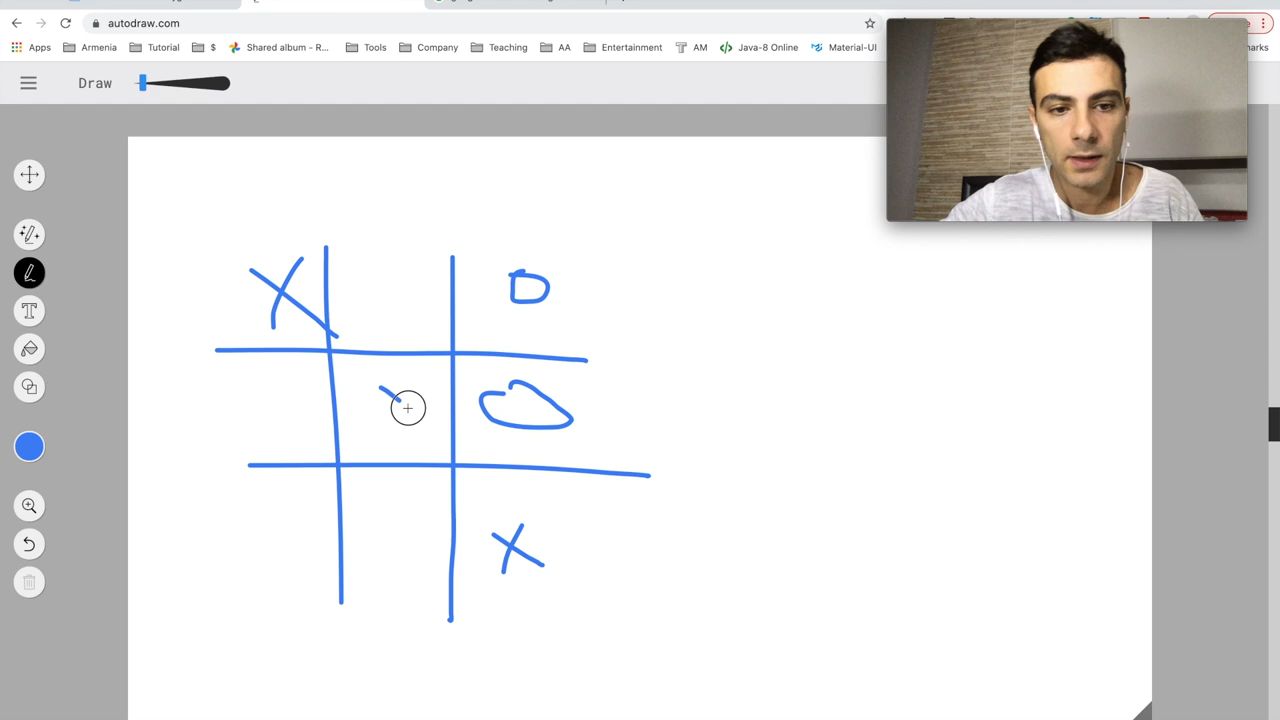 autodraw.com
Apps Armenia Tutorial $ Shared album - R... Tools Company Teaching AA Entertainment AM Java-8 Online Material-UI
Draw
X O
O
X